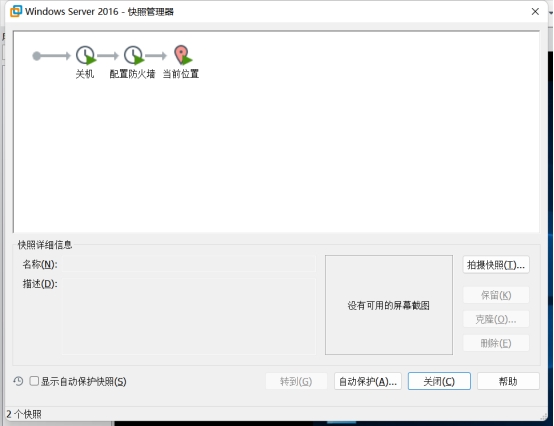 Windows Server 2016 - 快照管理器
关机 配置防火墙 当前位置
快照详细信息
名称(N):
描述(D):
没有可用的屏幕截图
拍摄快照(T)...
保留(K)
克隆(O)...
删除(E)
显示自动保护快照(S)
转到(G)
自动保护(A)...
关闭(C)
帮助
2 个快照